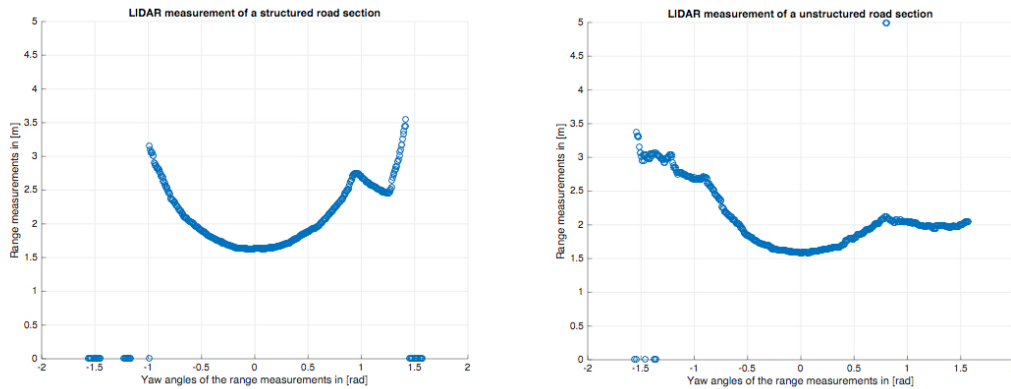 LIDAR measurement of a structured road section
5
4.5
4
3.5
3
2.5
2
1.5
1
0.5
0
Range measurements in [m]
-2 -1.5 -1 -0.5 0 0.5 1 1.5 2
Yaw angles of the range measurements in [rad]
LIDAR measurement of a unstructured road section
5
4.5
4
3.5
3
2.5
2
1.5
1
0.5
0
Range measurements in [m]
-2 -1.5 -1 -0.5 0 0.5 1 1.5
Yaw angles of the range measurements in [rad]